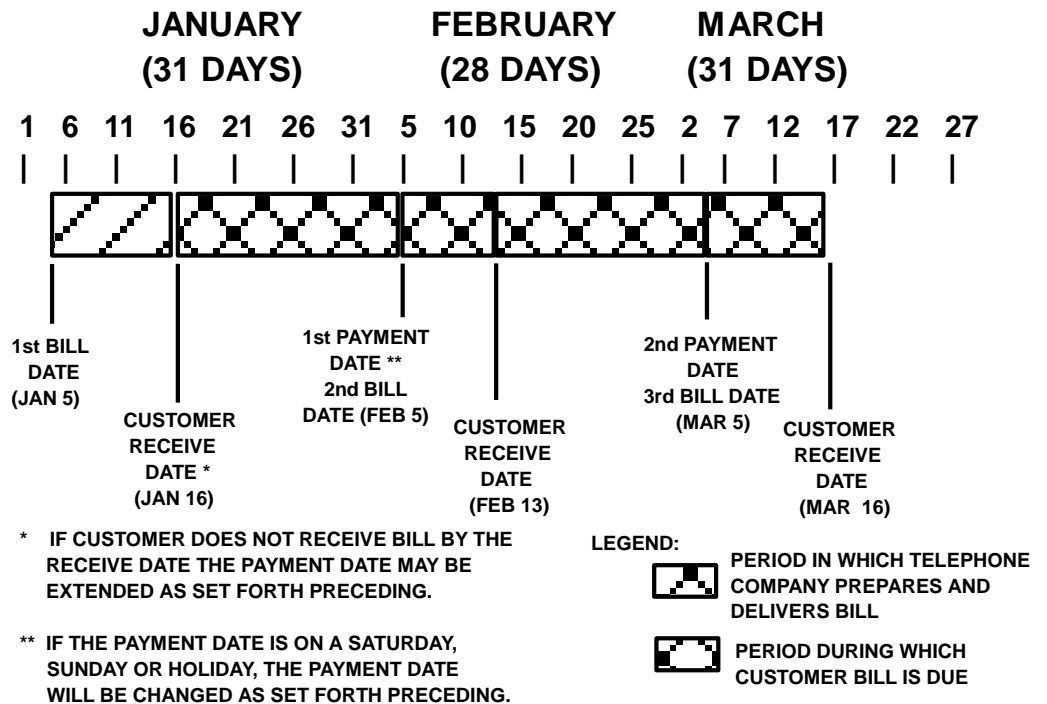 JANUARY FEBRUARY MARCH
(31 DAYS) (28 DAYS) (31 DAYS)
1 6 11 16 21 26 31 5 10 15 20 25 2 7 12 17 22 27
1st BILL
DATE
(JAN 5)
CUSTOMER
RECEIVE
DATE *
(JAN 16)
1st PAYMENT
DATE **
2nd BILL
DATE (FEB 5)
CUSTOMER
RECEIVE
DATE
(FEB 13)
2nd PAYMENT
DATE
3rd BILL DATE
(MAR 5)
CUSTOMER
RECEIVE
DATE
(MAR 16)
* IF CUSTOMER DOES NOT RECEIVE BILL BY THE
RECEIVE DATE THE PAYMENT DATE MAY BE
EXTENDED AS SET FORTH PRECEDING.
** IF THE PAYMENT DATE IS ON A SATURDAY,
SUNDAY OR HOLIDAY, THE PAYMENT DATE
WILL BE CHANGED AS SET FORTH PRECEDING.
LEGEND:
PERIOD IN WHICH TELEPHONE
COMPANY PREPARES AND
DELIVERS BILL
PERIOD DURING WHICH
CUSTOMER BILL IS DUE